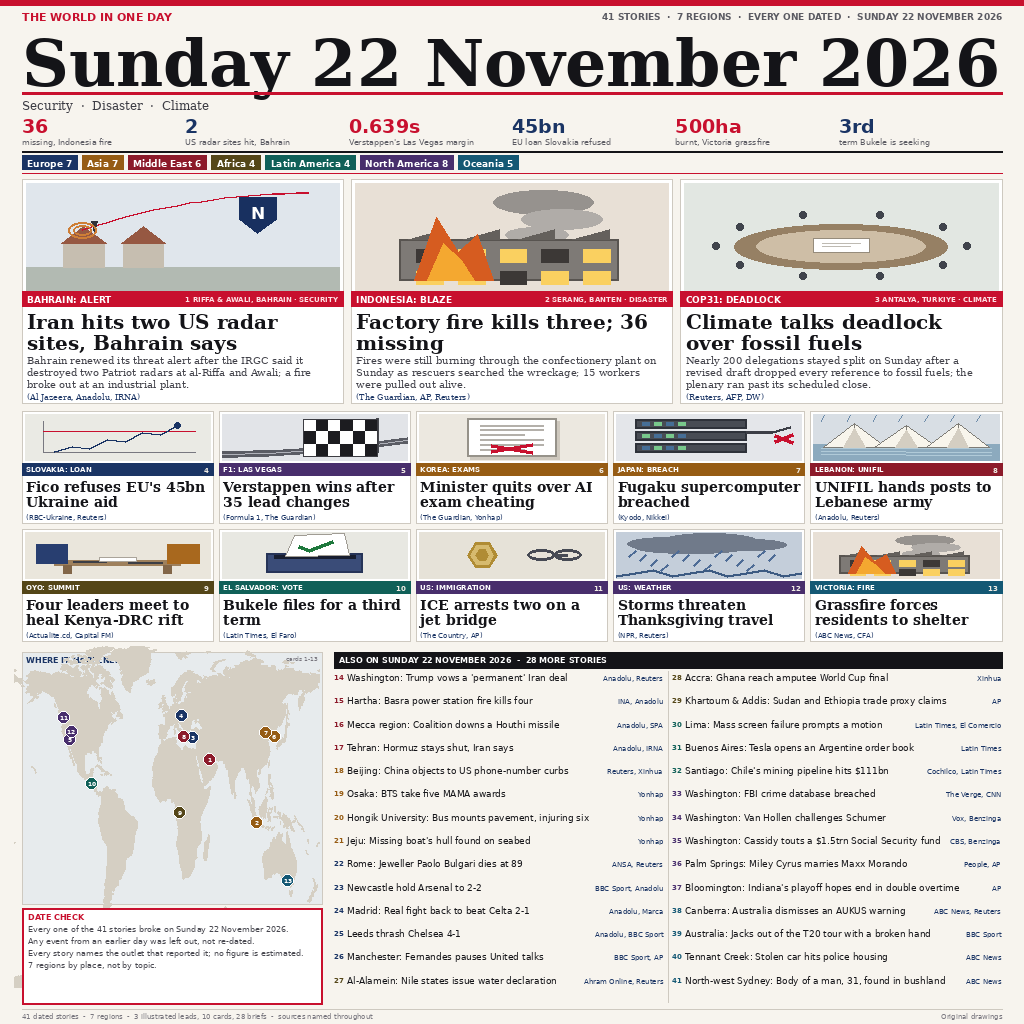 THE WORLD IN ONE DAY
41 STORIES · 7 REGIONS · EVERY ONE DATED · SUNDAY 22 NOVEMBER 2026
Sunday 22 November 2026
Security · Disaster · Climate
36
missing, Indonesia fire
2
US radar sites hit, Bahrain
0.639s
Verstappen's Las Vegas margin
45bn
EU loan Slovakia refused
500ha
burnt, Victoria grassfire
3rd
term Bukele is seeking
Europe 7
Asia 7
Middle East 6
Africa 4
Latin America 4
North America 8
Oceania 5
N
BAHRAIN: ALERT
1 RIFFA & AWALI, BAHRAIN · SECURITY
Iran hits two US radar
sites, Bahrain says
Bahrain renewed its threat alert after the IRGC said it
destroyed two Patriot radars at al-Riffa and Awali; a fire
broke out at an industrial plant.
(Al Jazeera, Anadolu, IRNA)
INDONESIA: BLAZE
2 SERANG, BANTEN · DISASTER
Factory fire kills three; 36
missing
Fires were still burning through the confectionery plant on
Sunday as rescuers searched the wreckage; 15 workers
were pulled out alive.
(The Guardian, AP, Reuters)
COP31: DEADLOCK
3 ANTALYA, TURKIYE · CLIMATE
Climate talks deadlock
over fossil fuels
Nearly 200 delegations stayed split on Sunday after a
revised draft dropped every reference to fossil fuels; the
plenary ran past its scheduled close.
(Reuters, AFP, DW)
SLOVAKIA: LOAN 4
Fico refuses EU's 45bn
Ukraine aid
(RBC-Ukraine, Reuters)
F1: LAS VEGAS 5
Verstappen wins after
35 lead changes
(Formula 1, The Guardian)
KOREA: EXAMS 6
Minister quits over AI
exam cheating
(The Guardian, Yonhap)
JAPAN: BREACH 7
Fugaku supercomputer
breached
(Kyodo, Nikkei)
LEBANON: UNIFIL 8
UNIFIL hands posts to
Lebanese army
(Anadolu, Reuters)
OYO: SUMMIT 9
Four leaders meet to
heal Kenya-DRC rift
(Actualite.cd, Capital FM)
EL SALVADOR: VOTE 10
Bukele files for a third
term
(Latin Times, El Faro)
US: IMMIGRATION 11
ICE arrests two on a
jet bridge
(The Country, AP)
US: WEATHER 12
Storms threaten
Thanksgiving travel
(NPR, Reuters)
VICTORIA: FIRE 13
Grassfire forces
residents to shelter
(ABC News, CFA)
WHERE IT
cards 1-13
11
12
5
10
4
8
3
1
7
6
9
2
13
DATE CHECK
Every one of the 41 stories broke on Sunday 22 November 2026.
Any event from an earlier day was left out, not re-dated.
Every story names the outlet that reported it; no figure is estimated.
7 regions by place, not by topic.
ALSO ON SUNDAY 22 NOVEMBER 2026 - 28 MORE STORIES
14 Washington: Trump vows a 'permanent' Iran deal Anadolu, Reuters
15 Hartha: Basra power station fire kills four INA, Anadolu
16 Mecca region: Coalition downs a Houthi missile Anadolu, SPA
17 Tehran: Hormuz stays shut, Iran says Anadolu, IRNA
18 Beijing: China objects to US phone-number curbs Reuters, Xinhua
19 Osaka: BTS take five MAMA awards Yonhap
20 Hongik University: Bus mounts pavement, injuring six Yonhap
21 Jeju: Missing boat's hull found on seabed Yonhap
22 Rome: Jeweller Paolo Bulgari dies at 89 ANSA, Reuters
23 Newcastle hold Arsenal to 2-2 BBC Sport, Anadolu
24 Madrid: Real fight back to beat Celta 2-1 Anadolu, Marca
25 Leeds thrash Chelsea 4-1 Anadolu, BBC Sport
26 Manchester: Fernandes pauses United talks BBC Sport, AP
27 Al-Alamein: Nile states issue water declaration Ahram Online, Reuters
28 Accra: Ghana reach amputee World Cup final Xinhua
29 Khartoum & Addis: Sudan and Ethiopia trade proxy claims AP
30 Lima: Mass screen failure prompts a motion Latin Times, El Comercio
31 Buenos Aires: Tesla opens an Argentine order book Latin Times
32 Santiago: Chile's mining pipeline hits $111bn Cochilco, Latin Times
33 Washington: FBI crime database breached The Verge, CNN
34 Washington: Van Hollen challenges Schumer Vox, Benzinga
35 Washington: Cassidy touts a $1.5trn Social Security fund CBS, Benzinga
36 Palm Springs: Miley Cyrus marries Maxx Morando People, AP
37 Bloomington: Indiana's playoff hopes end in double overtime AP
38 Canberra: Australia dismisses an AUKUS warning ABC News, Reuters
39 Australia: Jacks out of the T20 tour with a broken hand BBC Sport
40 Tennant Creek: Stolen car hits police housing ABC News
41 North-west Sydney: Body of a man, 31, found in bushland ABC News
41 dated stories · 7 regions · 3 illustrated leads, 10 cards, 28 briefs · sources named throughout
Original drawings